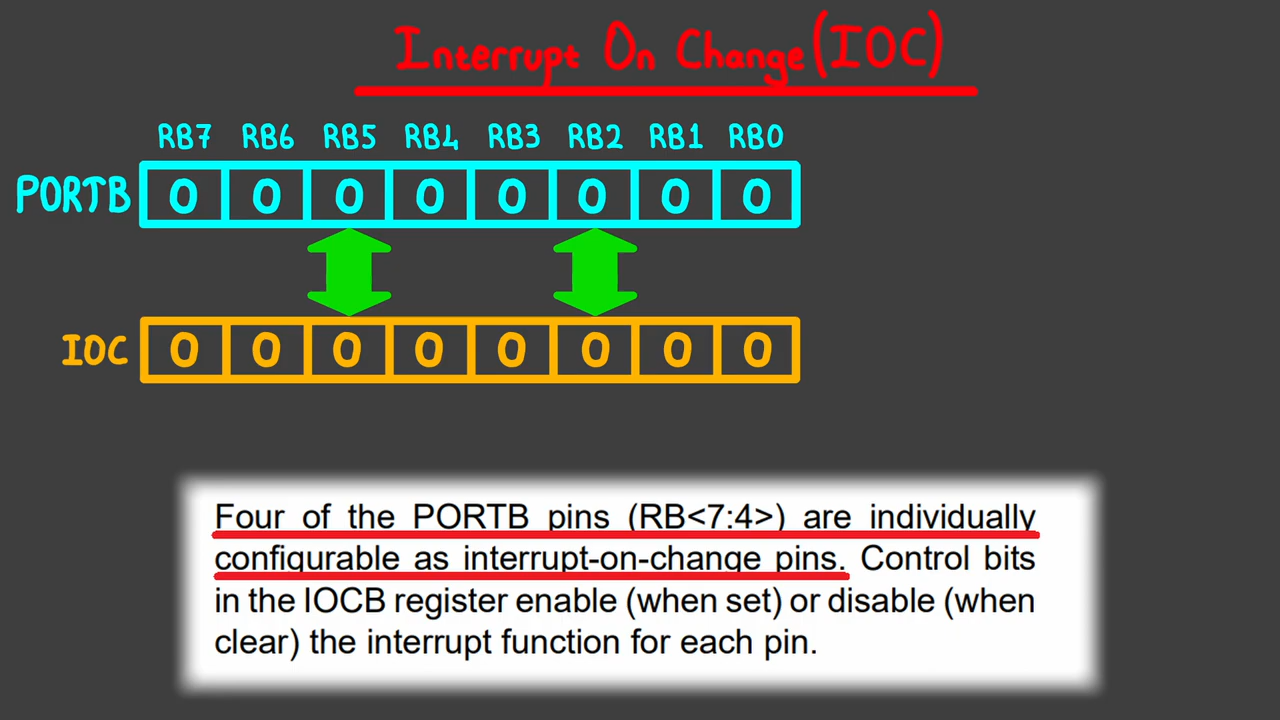 Interrupt On Change (IOC)
RB7 RB6 RB5 RB4 RB3 RB2 RB1 RB0
PORTB 0 0 0 0 0 0 0 0
IOC 0 0 0 0 0 0 0 0
Four of the PORTB pins (RB<7:4>) are individually
configurable as interrupt-on-change pins. Control bits
in the IOCB register enable (when set) or disable (when
clear) the interrupt function for each pin.